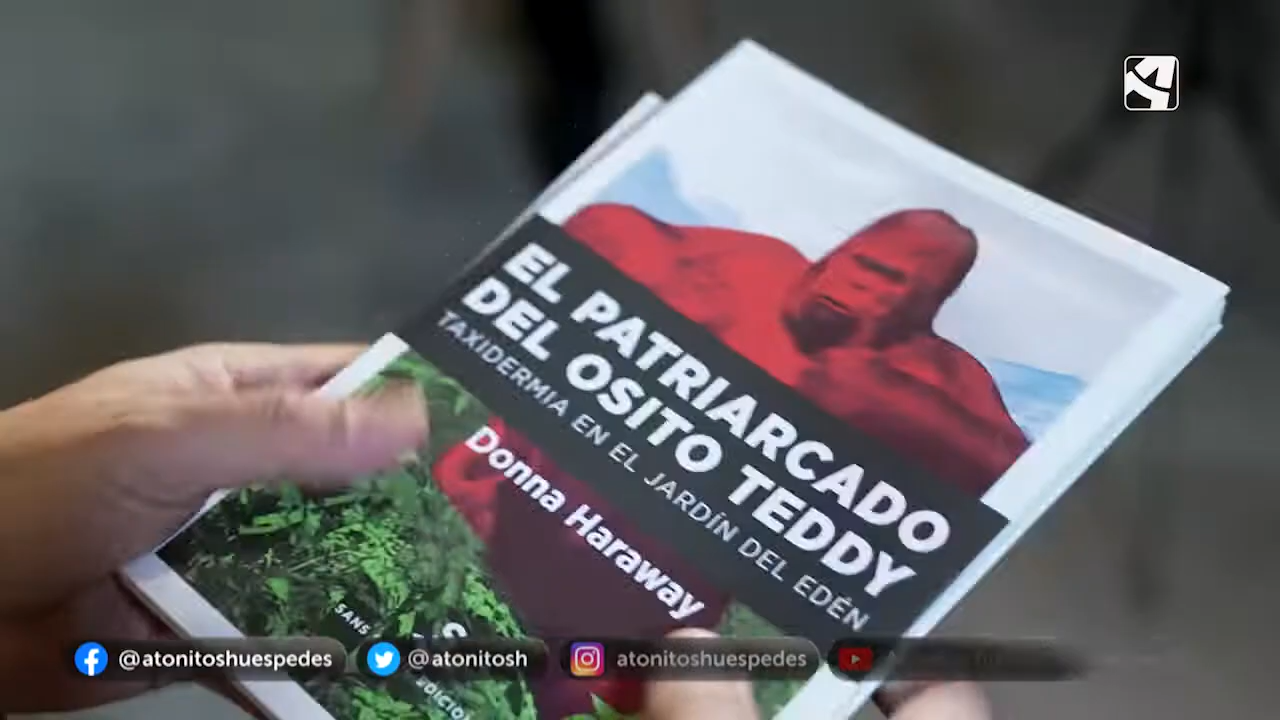 EL PATRIARCADO
DEL OSITO TEDDY
TAXIDERMIA EN EL JARDÍN DEL EDÉN
Donna Haraway
SANS
@atonitoshuespedes
@atonitosh
atonitoshuespedes